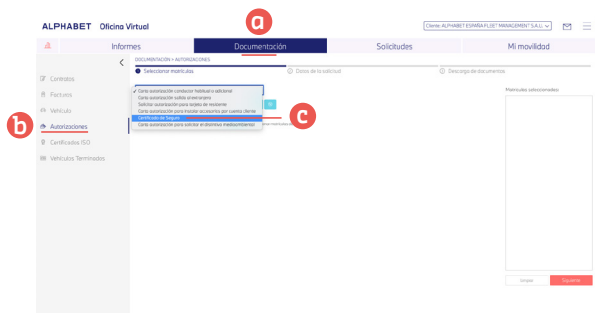 ALPHABET Oficina Virtual
a
Cliente: ALPHABET ESPAÑA FLEET MANAGEMENT S.A.U.
Informes
Documentación
Solicitudes
Mi movilidad
DOCUMENTACIÓN > AUTORIZACIONES
1 Seleccionar matrículas
2 Datos de la solicitud
3 Descarga de documentos
Contratos
Facturas
Vehículo
b
Autorizaciones
Certificados ISO
Vehículos Terminados
✓ Carta autorización conductor habitual o adicional
Carta autorización salida al extranjero
Solicitar autorización para tarjeta de residente
Carta autorización para instalar accesorios por cuenta cliente
Certificado de Seguro
c
Carta autorización para solicitar el distintivo medioambiental
Matrículas seleccionadas:
Limpiar
Siguiente